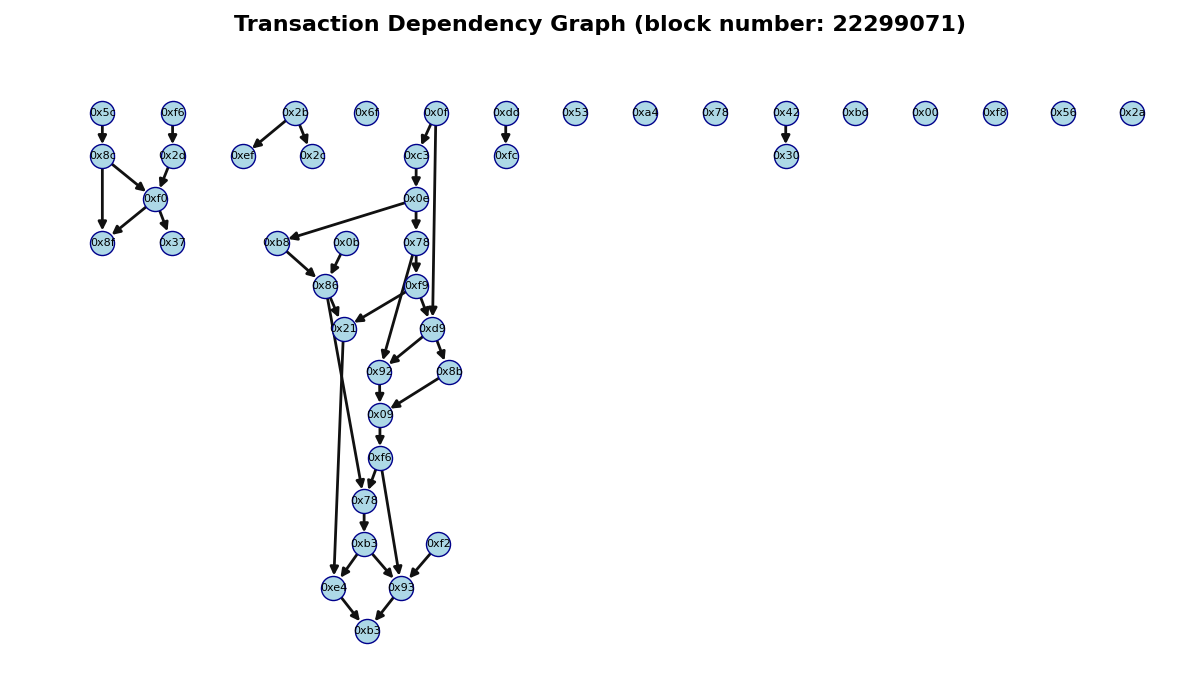 Transaction Dependency Graph (block number: 22299071)
0x5c 0xf6 0x2b 0x6f 0x0f 0xdd 0x53 0xa4 0x78 0x42 0xbd 0x00 0xf8 0x56 0x2a
0x8c 0x2d 0xef 0x2c 0xc3 0xfc 0x30
0xf0 0x0e
0x8f 0x37 0xb8 0x0b 0x78
0x86 0xf9
0x21 0xd9
0x92 0x8b
0x09
0xf6
0x78
0xb3 0xf2
0xe4 0x93
0xb3